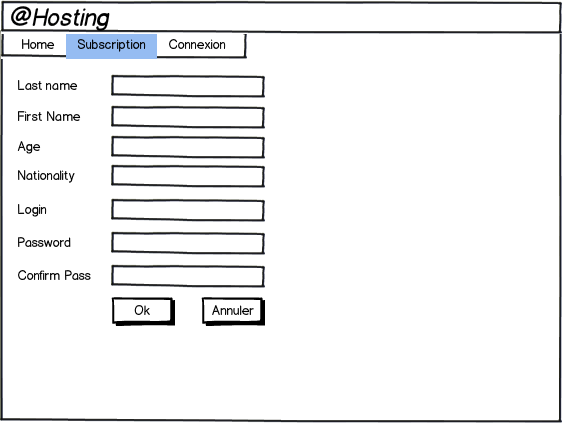 @Hosting
Home Subscription Connexion
Last name
First Name
Age
Nationality
Login
Password
Confirm Pass
Ok Annuler